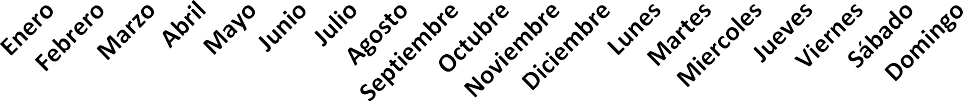 Enero
Febrero
Marzo
Abril
Mayo
Junio
Julio
Agosto
Septiembre
Octubre
Noviembre
Diciembre
Lunes
Martes
Miercoles
Jueves
Viernes
Sábado
Domingo